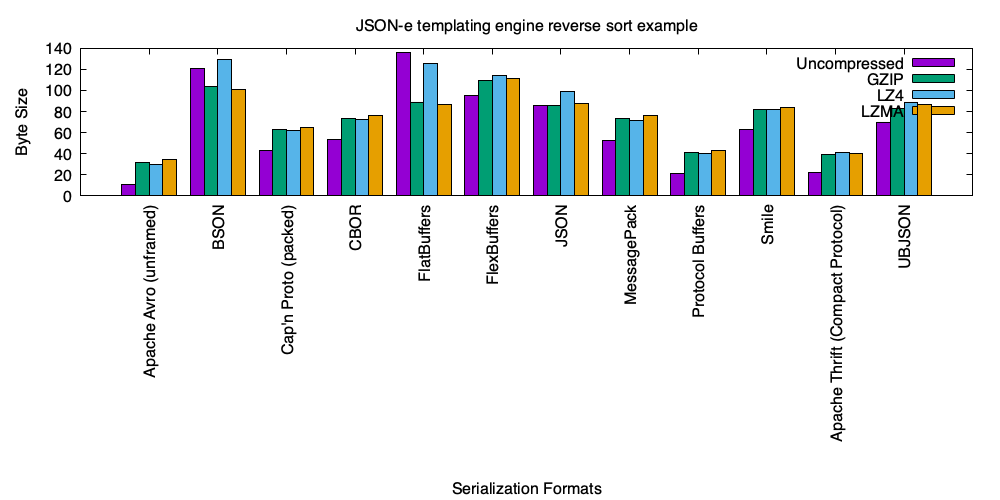 JSON-e templating engine reverse sort example
140
120
100
80
60
40
20
0
Byte Size
Uncompressed
GZIP
LZ4
LZMA
Apache Avro (unframed)
BSON
Cap'n Proto (packed)
CBOR
FlatBuffers
FlexBuffers
JSON
MessagePack
Protocol Buffers
Smile
Apache Thrift (Compact Protocol)
UBJSON
Serialization Formats